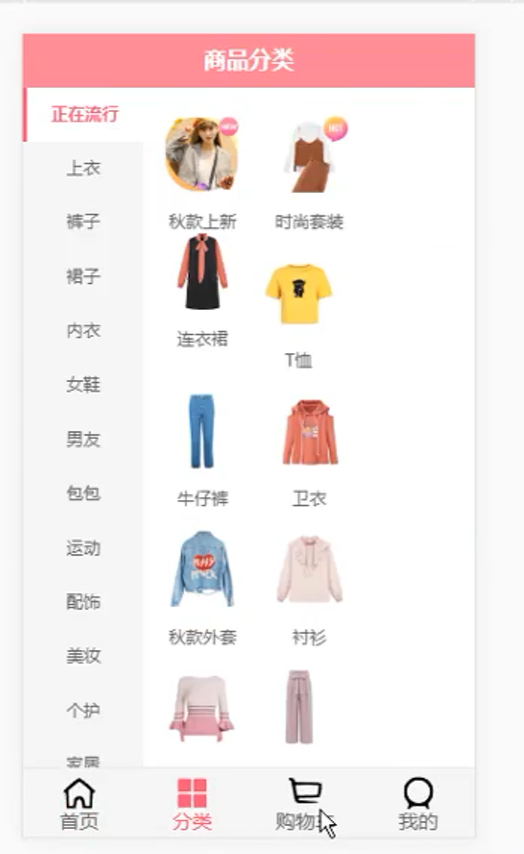 商品分类
正在流行
上衣
裤子
裙子
内衣
女鞋
男友
包包
运动
配饰
美妆
个护
家居
NEW
HOT
秋款上新
时尚套装
连衣裙
T恤
牛仔裤
卫衣
秋款外套
衬衫
首页
分类
购物
我的